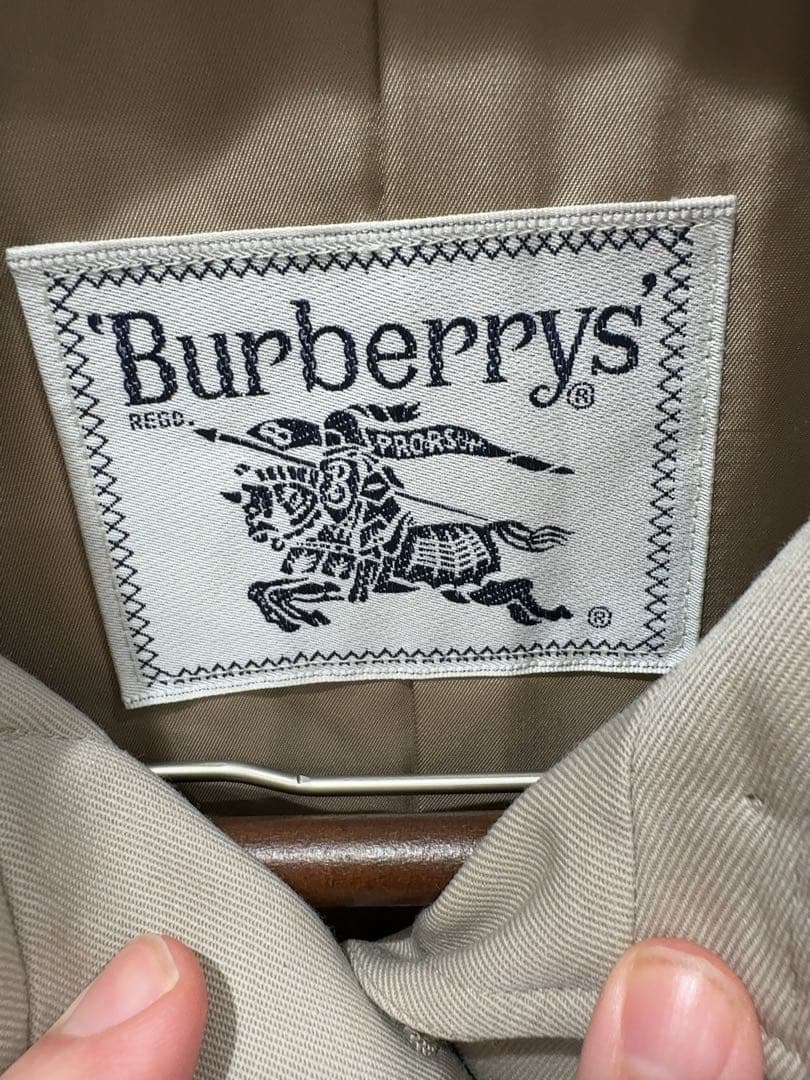 'Burberrys'®
REGD.
PRORSUM
B
B
®